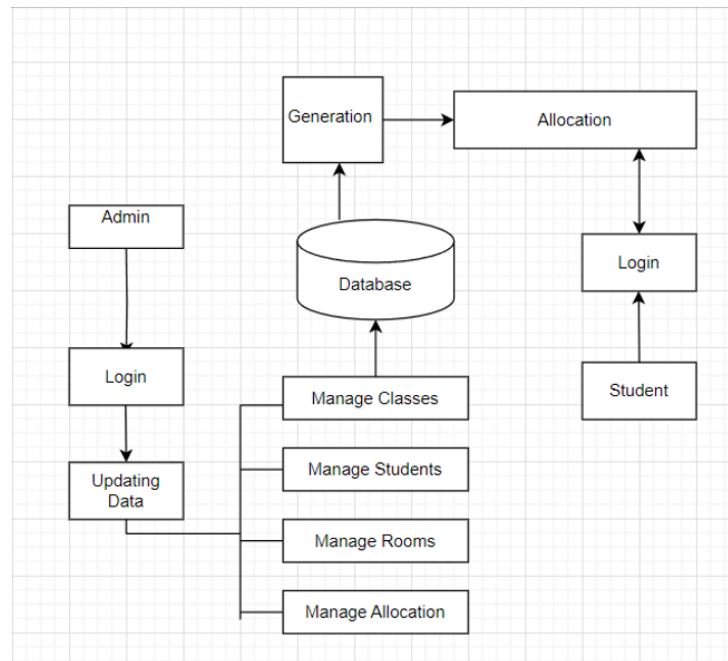 Generation
Allocation
Admin
Database
Login
Login
Manage Classes
Student
Manage Students
Updating
Data
Manage Rooms
Manage Allocation